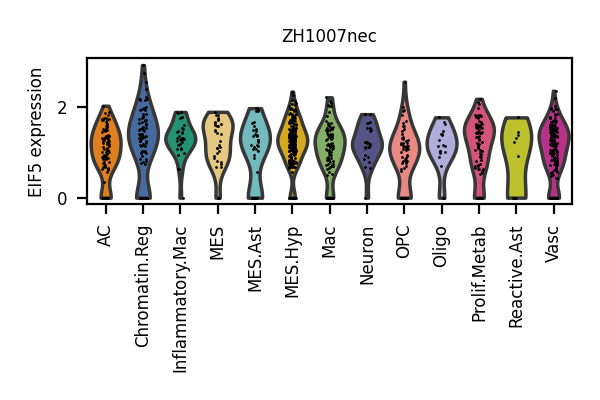 ZH1007nec
EIF5 expression
2
0
AC
Chromatin.Reg
Inflammatory.Mac
MES
MES.Ast
MES.Hyp
Mac
Neuron
OPC
Oligo
Prolif.Metab
Reactive.Ast
Vasc